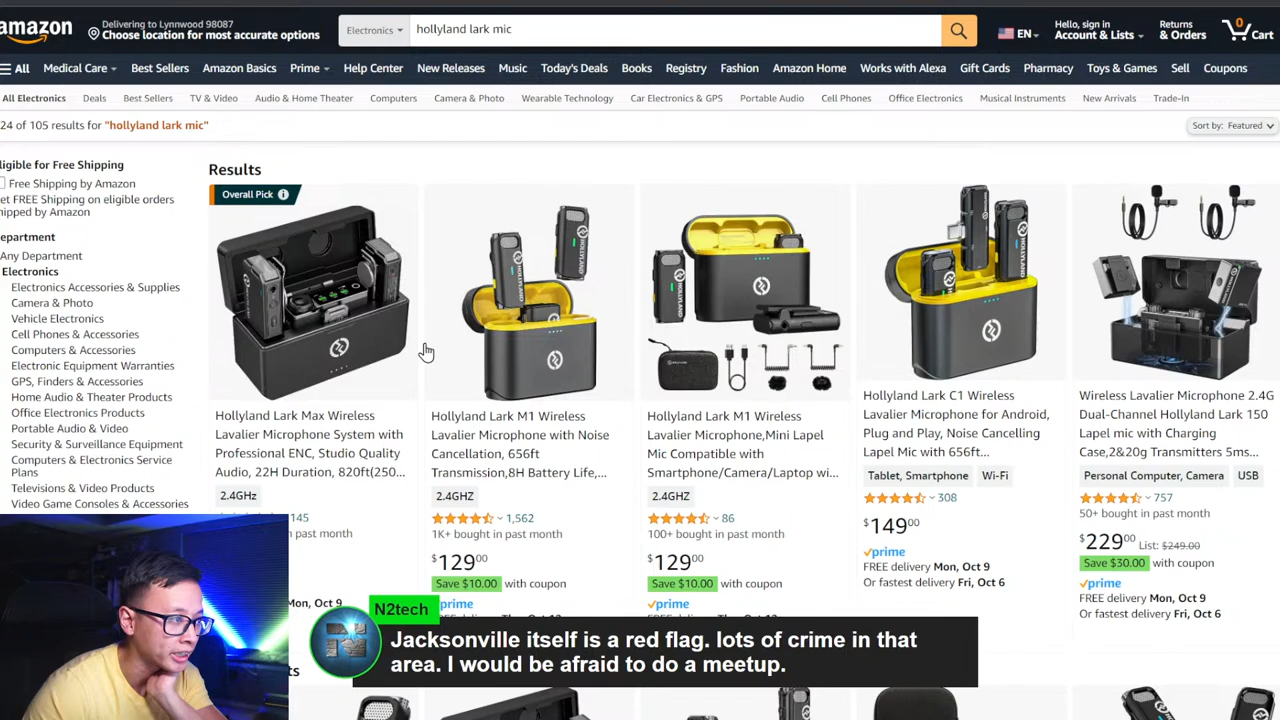 amazon
Delivering to Lynnwood 98087
Choose location for most accurate options
Electronics
hollyland lark mic
EN
Hello, sign in
Account & Lists
Returns
& Orders
0
Cart
All
Medical Care
Best Sellers
Amazon Basics
Prime
Help Center
New Releases
Music
Today's Deals
Books
Registry
Fashion
Amazon Home
Works with Alexa
Gift Cards
Pharmacy
Toys & Games
Sell
Coupons
All Electronics
Deals
Best Sellers
TV & Video
Audio & Home Theater
Computers
Camera & Photo
Wearable Technology
Car Electronics & GPS
Portable Audio
Cell Phones
Office Electronics
Musical Instruments
New Arrivals
Trade-In
24 of 105 results for "hollyland lark mic"
Sort by: Featured
ligible for Free Shipping
Free Shipping by Amazon
et FREE Shipping on eligible orders
hipped by Amazon
epartment
Any Department
Electronics
Electronics Accessories & Supplies
Camera & Photo
Vehicle Electronics
Cell Phones & Accessories
Computers & Accessories
Electronic Equipment Warranties
GPS, Finders & Accessories
Home Audio & Theater Products
Office Electronics Products
Portable Audio & Video
Security & Surveillance Equipment
Computers & Electronics Service
Plans
Televisions & Video Products
Video Game Consoles & Accessories
Results
Overall Pick
Hollyland Lark Max Wireless
Lavalier Microphone System with
Professional ENC, Studio Quality
Audio, 22H Duration, 820ft(250...
2.4GHz
145
n past month
Mon, Oct 9
HOLLYLAND
HOLLYLAND
Hollyland Lark M1 Wireless
Lavalier Microphone with Noise
Cancellation, 656ft
Transmission,8H Battery Life,...
2.4GHZ
1,562
1K+ bought in past month
$12900
Save $10.00 with coupon
prime
HOLLYLAND
Hollyland Lark M1 Wireless
Lavalier Microphone,Mini Lapel
Mic Compatible with
Smartphone/Camera/Laptop wi...
2.4GHZ
86
100+ bought in past month
$12900
Save $10.00 with coupon
prime
HOLLYLAND
HOLLYLAND
Hollyland Lark C1 Wireless
Lavalier Microphone for Android,
Plug and Play, Noise Cancelling
Lapel Mic with 656ft...
Tablet, Smartphone
Wi-Fi
308
$14900
prime
FREE delivery Mon, Oct 9
Or fastest delivery Fri, Oct 6
Wireless Lavalier Microphone 2.4G
Dual-Channel Hollyland Lark 150
Lapel mic with Charging
Case,2&20g Transmitters 5ms...
Personal Computer, Camera
USB
757
50+ bought in past month
$22900 List: $249.00
Save $30.00 with coupon
prime
FREE delivery Mon, Oct 9
Or fastest delivery Fri, Oct 6
N2tech
Jacksonville itself is a red flag. lots of crime in that
area. I would be afraid to do a meetup.
ts